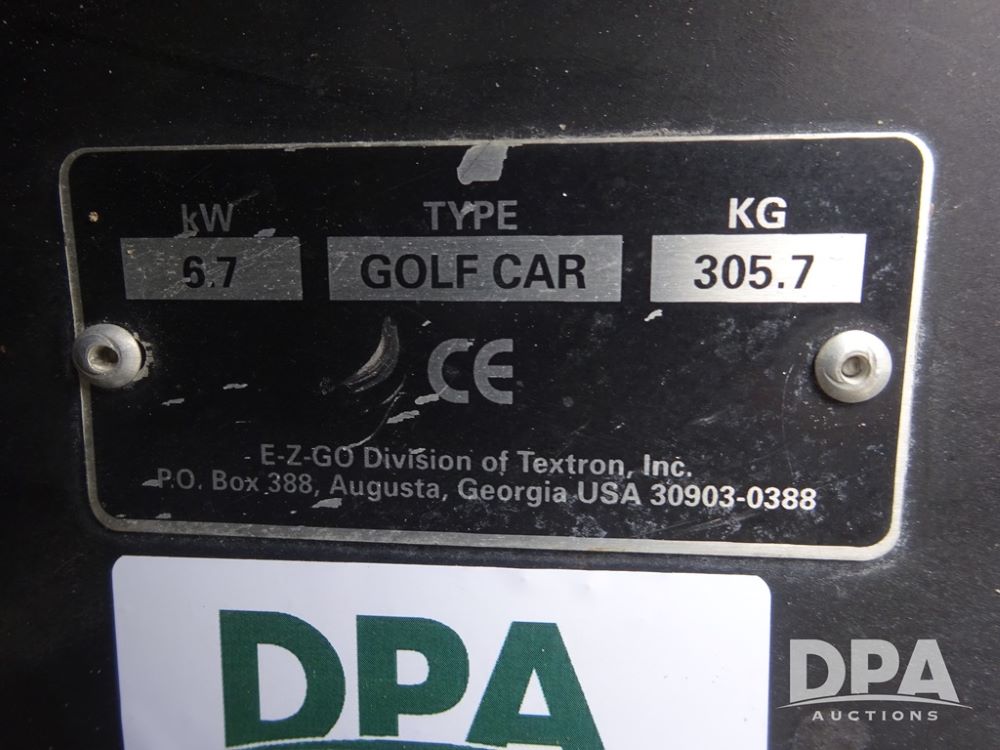 kW TYPE KG
6.7 GOLF CAR 305.7
CE
E-Z-GO Division of Textron, Inc.
P.O. Box 388, Augusta, Georgia USA 30903-0388
DPA
DPA
AUCTIONS